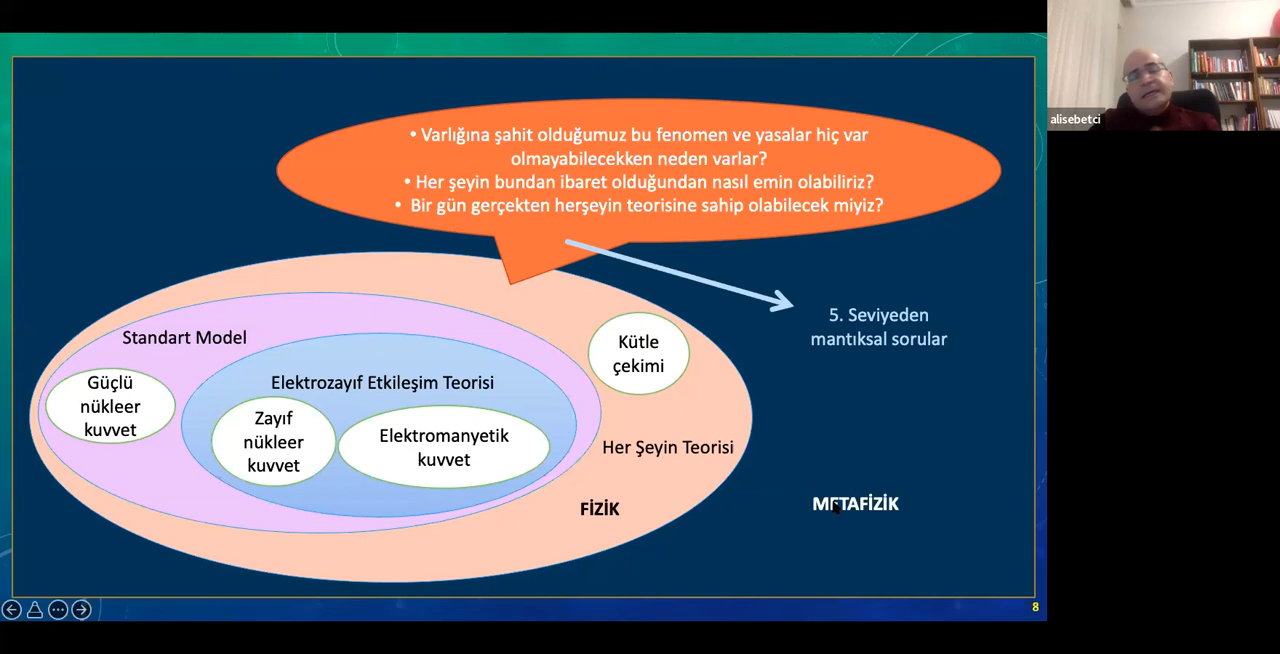 alisebetci
• Varlığına şahit olduğumuz bu fenomen ve yasalar hiç var
olmayabilecekken neden varlar?
• Her şeyin bundan ibaret olduğundan nasıl emin olabiliriz?
• Bir gün gerçekten herşeyin teorisine sahip olabilecek miyiz?
5. Seviyeden
mantıksal sorular
Standart Model
Kütle
çekimi
Güçlü
nükleer
kuvvet
Elektrozayıf Etkileşim Teorisi
Zayıf
nükleer
kuvvet
Elektromanyetik
kuvvet
Her Şeyin Teorisi
FİZİK
METAFİZİK
8